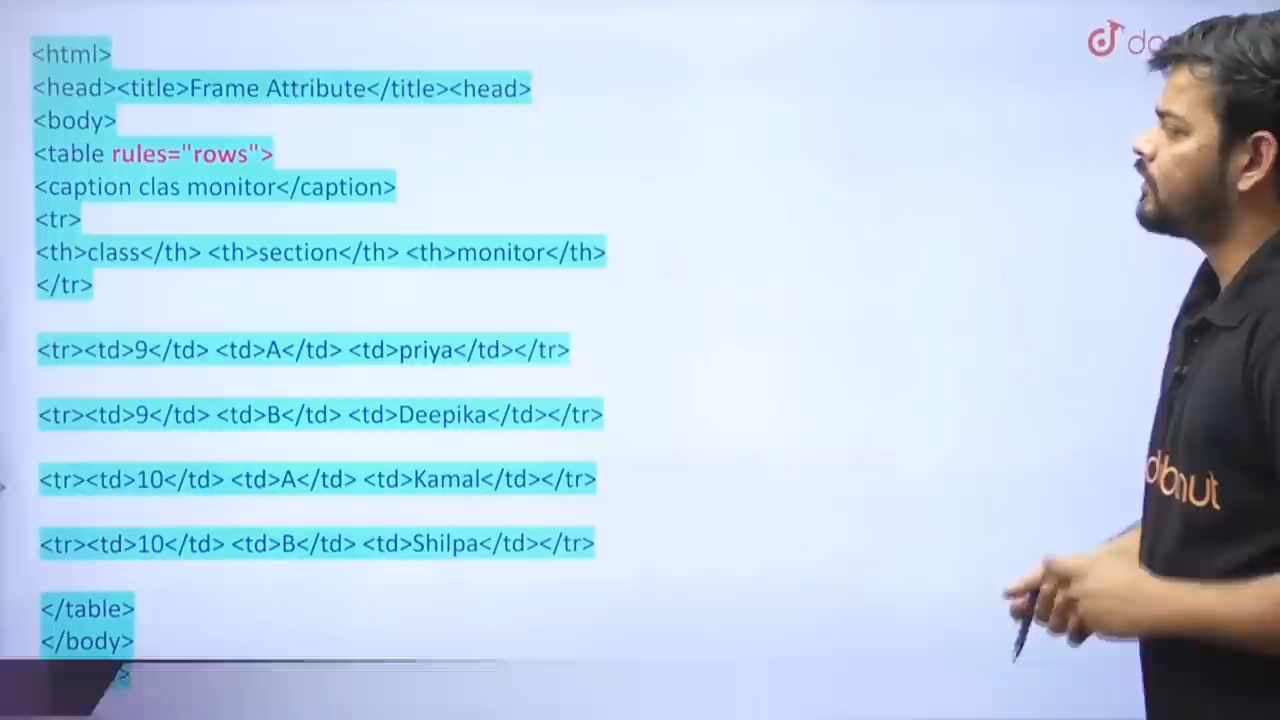 <html>
<head><title>Frame Attribute</title><head>
<body>
<table rules="rows">
<caption clas monitor</caption>
<tr>
<th>class</th> <th>section</th> <th>monitor</th>
</tr>
<tr><td>9</td> <td>A</td> <td>priya</td></tr>
<tr><td>9</td> <td>B</td> <td>Deepika</td></tr>
<tr><td>10</td> <td>A</td> <td>Kamal</td></tr>
<tr><td>10</td> <td>B</td> <td>Shilpa</td></tr>
</table>
</body>
>